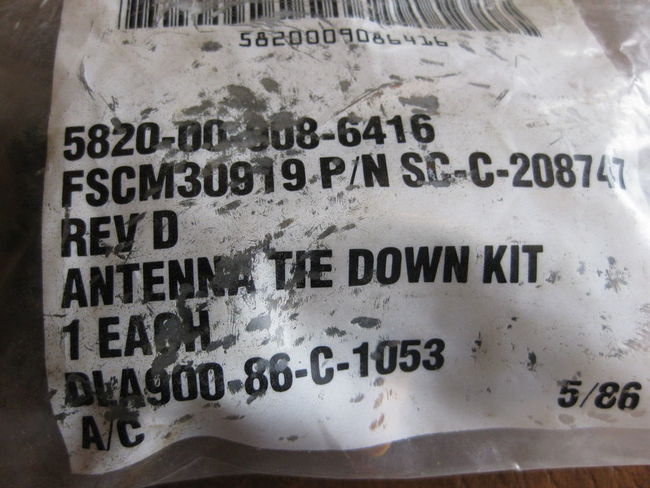 5820009086416
5820-00-908-6416
FSCM30919 P/N SC-C-208747
REV D
ANTENNA TIE DOWN KIT
1 EACH
DLA900-86-C-1053
5/86
A/C